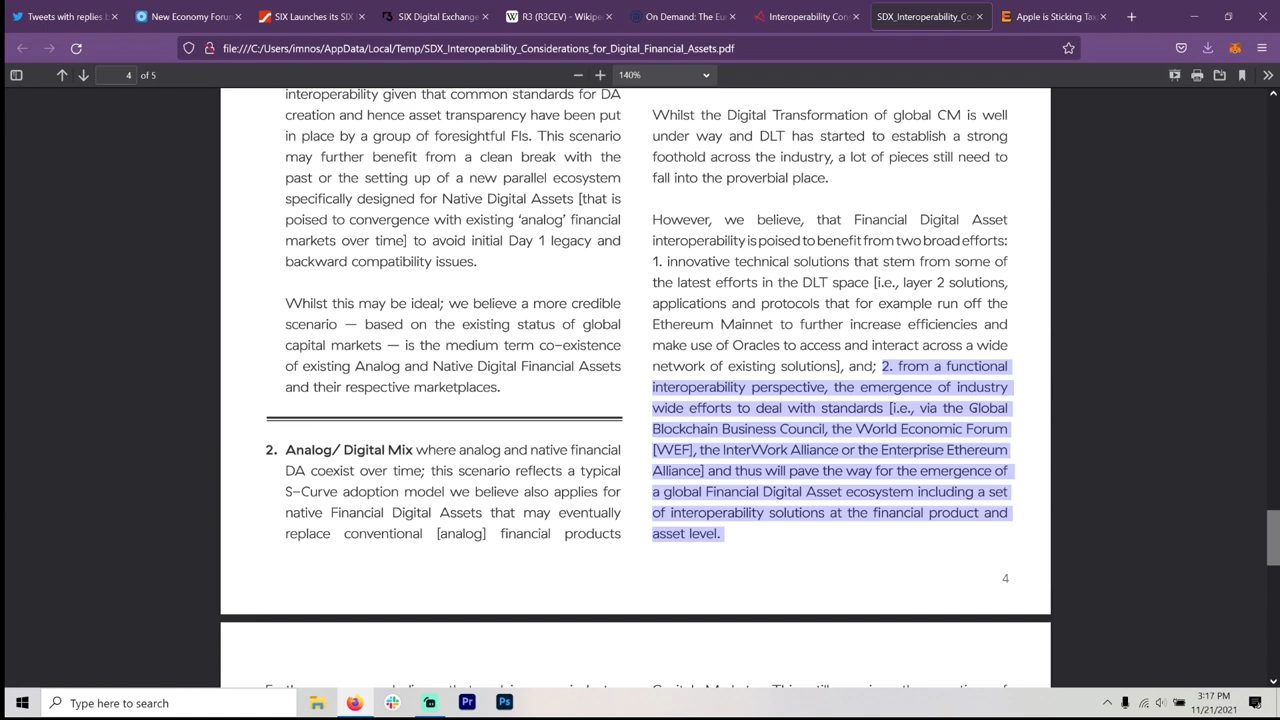 Tweets with replies b
New Economy Forum
SIX Launches its SIX
SIX Digital Exchange
R3 (R3CEV) - Wikipe
On Demand: The Eu
Interoperability Cons
SDX_Interoperability_Co
Apple is Sticking Tax
file:///C:/Users/imnos/AppData/Local/Temp/SDX_Interoperability_Considerations_for_Digital_Financial_Assets.pdf
4 of 5
140%
interoperability given that common standards for DA
creation and hence asset transparency have been put
in place by a group of foresightful FIs. This scenario
may further benefit from a clean break with the
past or the setting up of a new parallel ecosystem
specifically designed for Native Digital Assets [that is
poised to convergence with existing ‘analog’ financial
markets over time] to avoid initial Day 1 legacy and
backward compatibility issues.
Whilst this may be ideal; we believe a more credible
scenario — based on the existing status of global
capital markets — is the medium term co-existence
of existing Analog and Native Digital Financial Assets
and their respective marketplaces.
2. Analog/ Digital Mix where analog and native financial
DA coexist over time; this scenario reflects a typical
S-Curve adoption model we believe also applies for
native Financial Digital Assets that may eventually
replace conventional [analog] financial products
Whilst the Digital Transformation of global CM is well
under way and DLT has started to establish a strong
foothold across the industry, a lot of pieces still need to
fall into the proverbial place.
However, we believe, that Financial Digital Asset
interoperability is poised to benefit from two broad efforts:
1. innovative technical solutions that stem from some of
the latest efforts in the DLT space [i.e., layer 2 solutions,
applications and protocols that for example run off the
Ethereum Mainnet to further increase efficiencies and
make use of Oracles to access and interact across a wide
network of existing solutions], and; 2. from a functional
interoperability perspective, the emergence of industry
wide efforts to deal with standards [i.e., via the Global
Blockchain Business Council, the World Economic Forum
[WEF], the InterWork Alliance or the Enterprise Ethereum
Alliance] and thus will pave the way for the emergence of
a global Financial Digital Asset ecosystem including a set
of interoperability solutions at the financial product and
asset level.
4
Type here to search
Pr
Ps
3:17 PM
11/21/2021